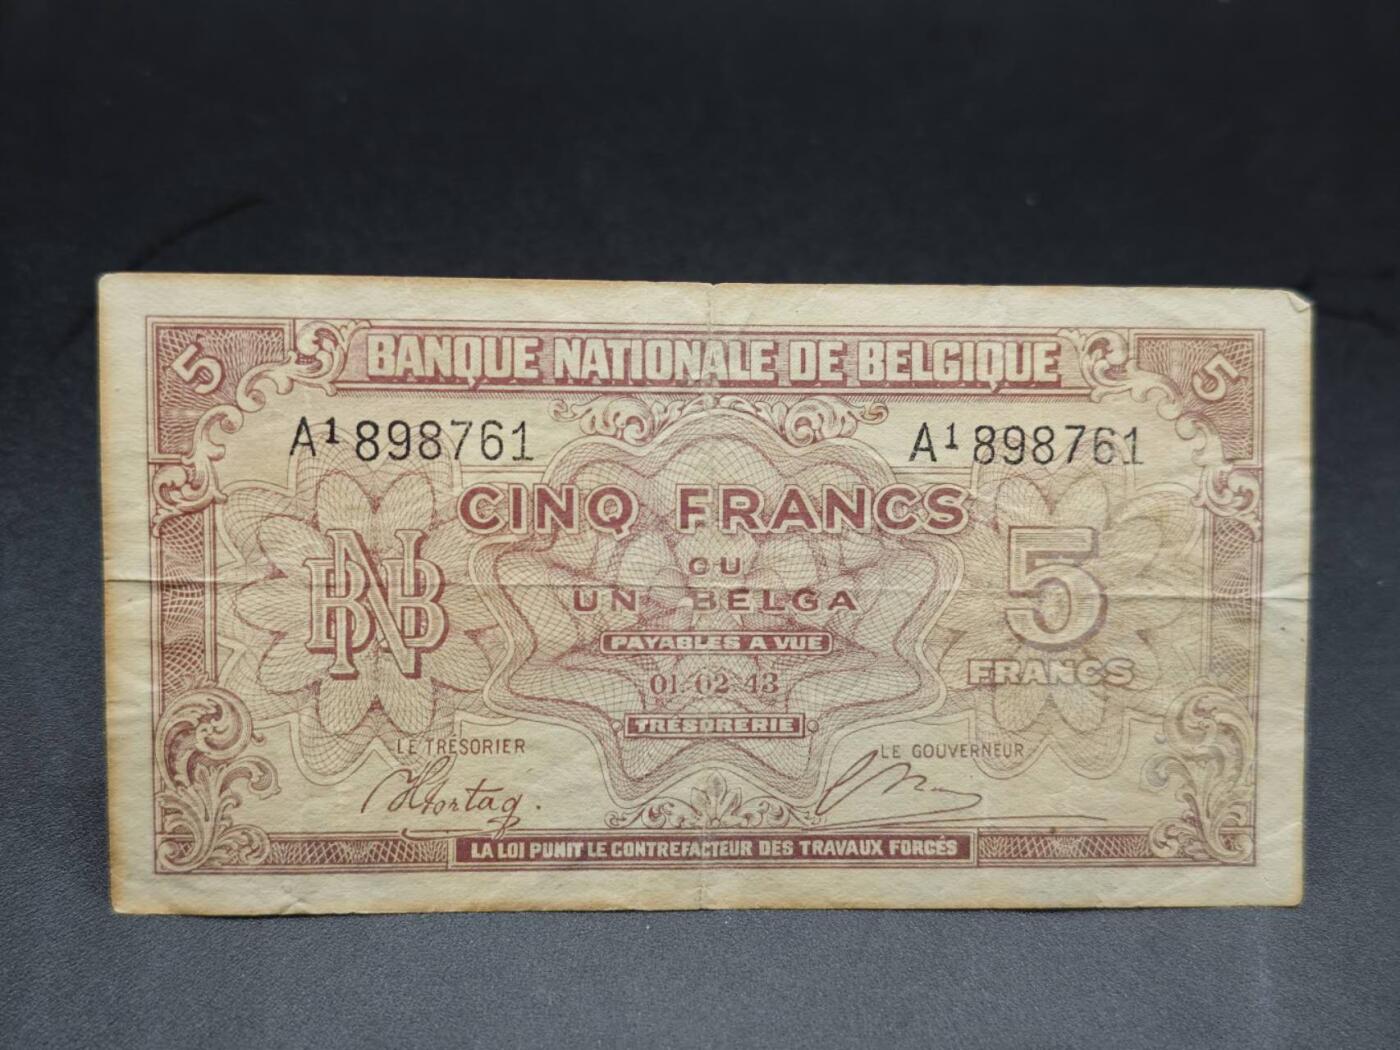 5 BANQUE NATIONALE DE BELGIQUE 5
A1 898761 A1 898761
CINQ FRANCS
OU
UN BELGA
BNB 5
PAYABLES A VUE
FRANCS
01-02-43
TRÉSORERIE
LE TRÉSORIER LE GOUVERNEUR
LA LOI PUNIT LE CONTREFACTEUR DES TRAVAUX FORCÉS